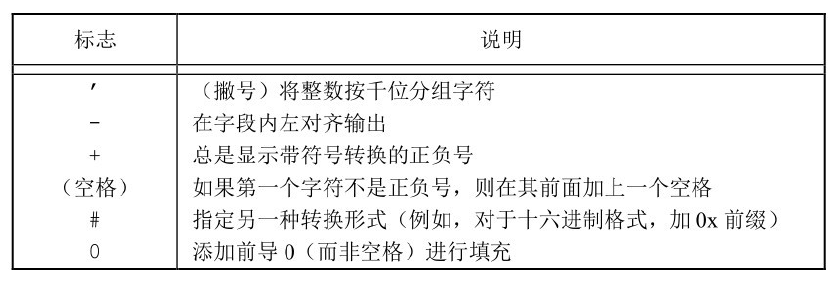 标志 说明
′ （撇号）将整数按千位分组字符
- 在字段内左对齐输出
+ 总是显示带符号转换的正负号
（空格） 如果第一个字符不是正负号，则在其前面加上一个空格
# 指定另一种转换形式（例如，对于十六进制格式，加 0x 前缀）
0 添加前导 0（而非空格）进行填充